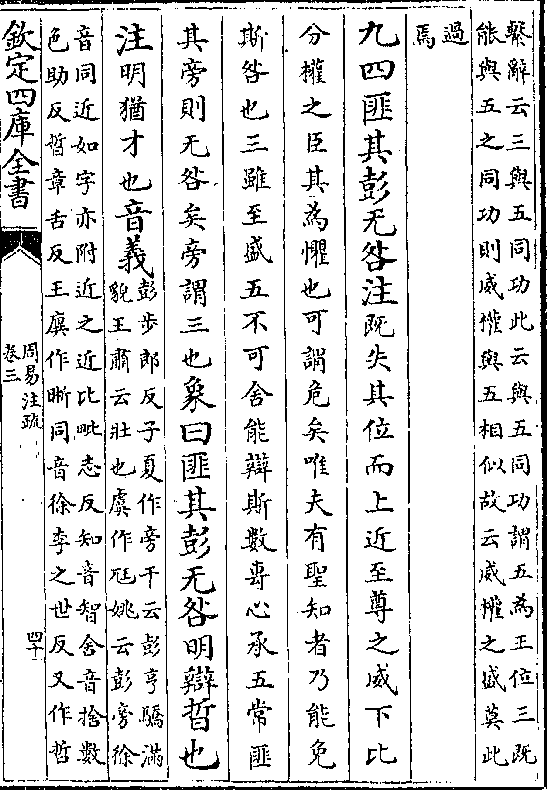 繫辭云三與五同功此云與五同功謂五為王位三既
能與五之同功則威權與五相似故云威權之盛莫此
過
焉
九四匪其彭无咎注既失其位而上近至尊之威下比
分權之臣其為懼也可謂危矣唯夫有聖知者乃能免
斯咎也三雖至盛五不可舍能辯斯數專心承五常匪
其旁則无咎矣旁謂三也象曰匪其彭无咎明辯晢也
注明猶才也音義彭步郎反子夏作旁干云彭亨驕滿
貌王肅云壯也虞作尫姚云彭旁徐
音同近如字亦附近之近比毗志反知音智舍音捨數
色助反晢章舌反王廙作晣同音徐李之世反又作哲
欽定四庫全書
周易注疏
卷三
四十